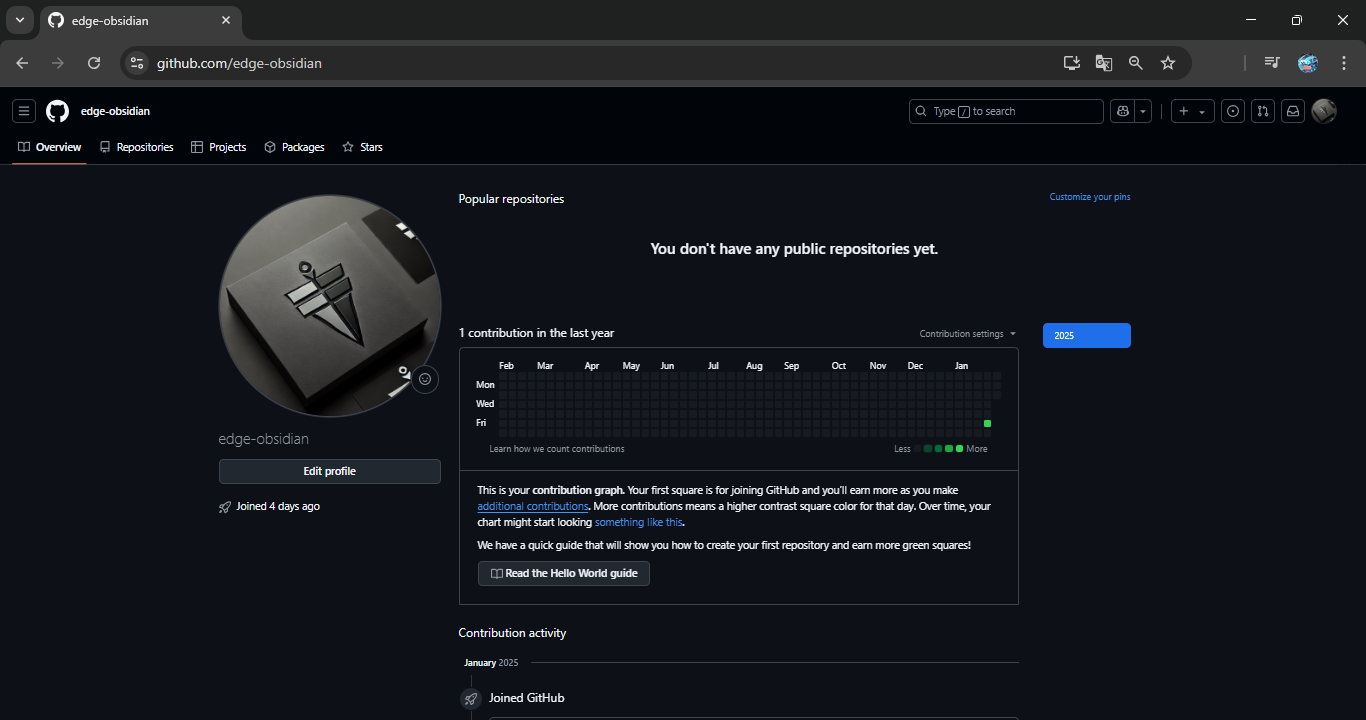 edge-obsidian
github.com/edge-obsidian
edge-obsidian
Type / to search
Overview
Repositories
Projects
Packages
Stars
Popular repositories
Customize your pins
You don't have any public repositories yet.
1 contribution in the last year
Contribution settings
2025
Feb Mar Apr May Jun Jul Aug Sep Oct Nov Dec Jan
Mon
Wed
Fri
Learn how we count contributions
Less More
This is your contribution graph. Your first square is for joining GitHub and you'll earn more as you make
additional contributions. More contributions means a higher contrast square color for that day. Over time, your
chart might start looking something like this.
We have a quick guide that will show you how to create your first repository and earn more green squares!
Read the Hello World guide
edge-obsidian
Edit profile
Joined 4 days ago
Contribution activity
January 2025
Joined GitHub